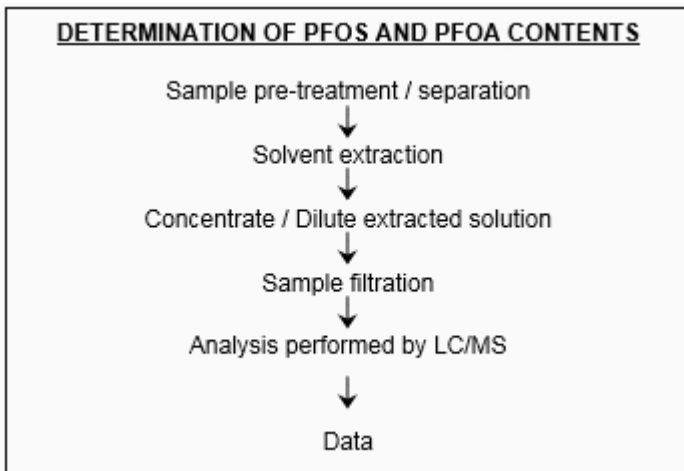 DETERMINATION OF PFOS AND PFOA CONTENTS
Sample pre-treatment / separation
Solvent extraction
Concentrate / Dilute extracted solution
Sample filtration
Analysis performed by LC/MS
Data